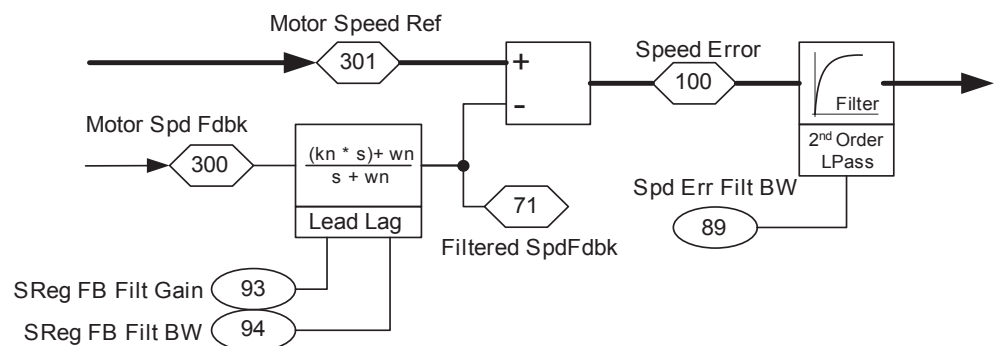 Motor Speed Ref
301
+
-
Speed Error
100
Filter
2nd Order
LPass
Motor Spd Fdbk
300
(kn * s)+ wn
s + wn
Lead Lag
71
Filtered SpdFdbk
Spd Err Filt BW
89
SReg FB Filt Gain
93
SReg FB Filt BW
94